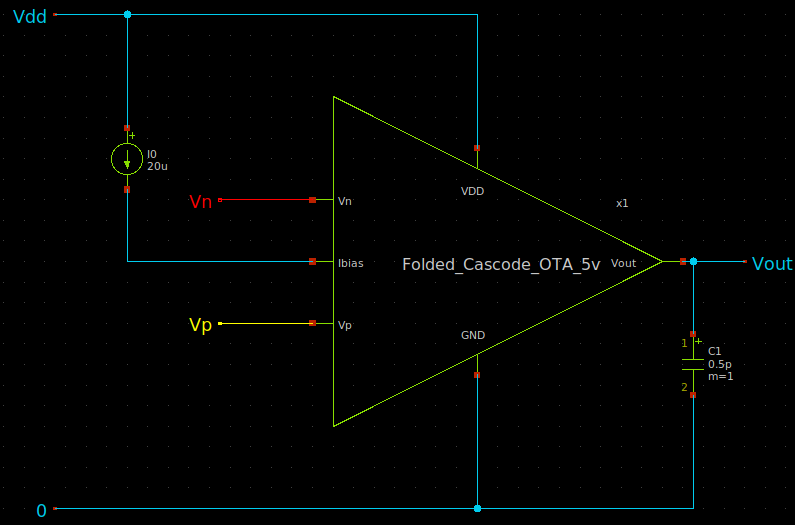 Vdd
+
I0
20u
VDD
x1
Vn
Vn
Ibias
Folded_Cascode_OTA_5v
Vout
Vout
Vp
Vp
GND
1
+
C1
0.5p
m=1
2
0